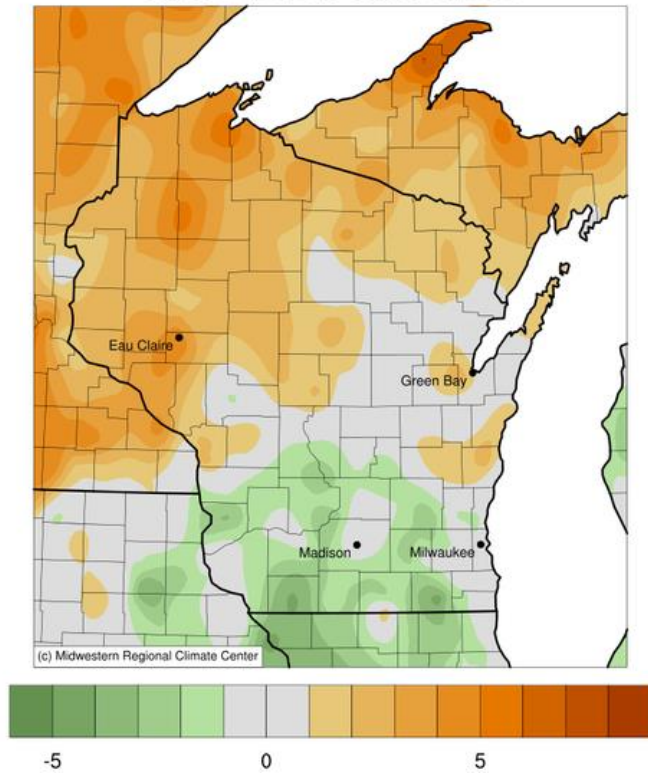 Eau Claire
Green Bay
Madison
Milwaukee
(c) Midwestern Regional Climate Center
-5 0 5